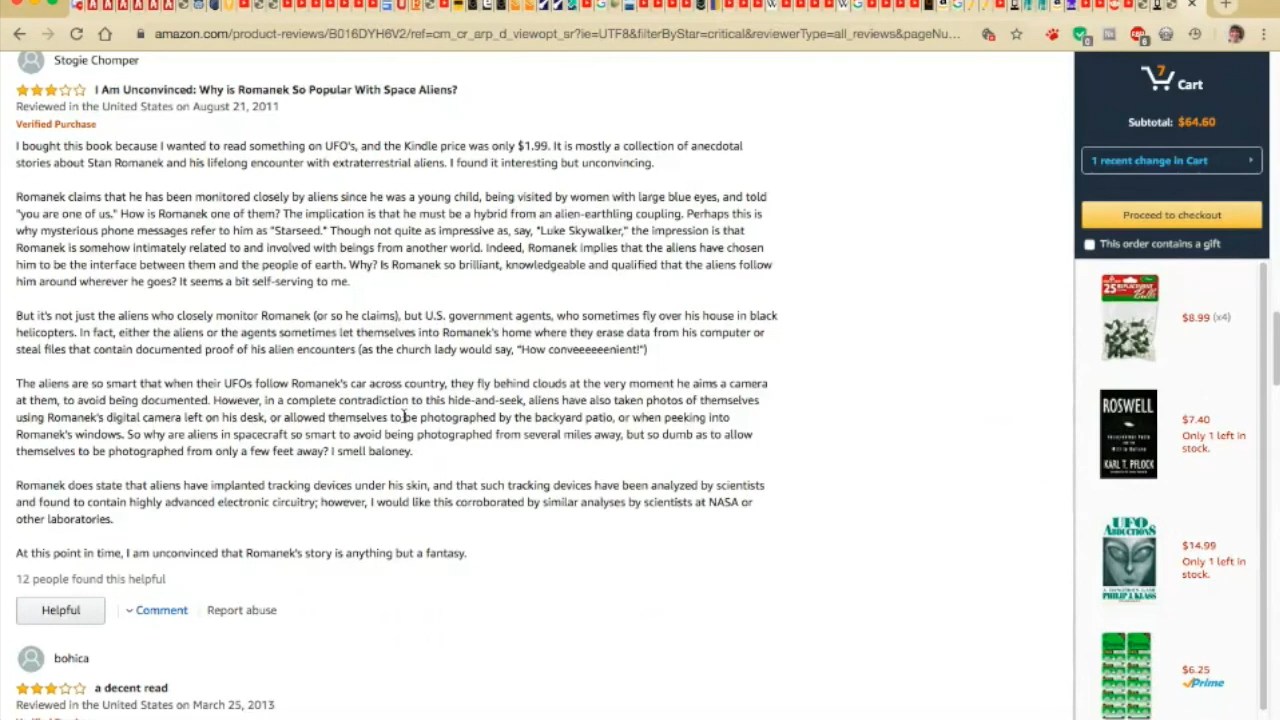 amazon.com/product-reviews/B016DYH6V2/ref=cm_cr_arp_d_viewopt_sr?ie=UTF8&filterByStar=critical&reviewerType=all_reviews&pageNu...
Stogie Chomper
I Am Unconvinced: Why is Romanek So Popular With Space Aliens?
Reviewed in the United States on August 21, 2011
Verified Purchase
I bought this book because I wanted to read something on UFO's, and the Kindle price was only $1.99. It is mostly a collection of anecdotal
stories about Stan Romanek and his lifelong encounter with extraterrestrial aliens. I found it interesting but unconvincing.
Romanek claims that he has been monitored closely by aliens since he was a young child, being visited by women with large blue eyes, and told
"you are one of us." How is Romanek one of them? The implication is that he must be a hybrid from an alien-earthling coupling. Perhaps this is
why mysterious phone messages refer to him as "Starseed." Though not quite as impressive as, say, "Luke Skywalker," the impression is that
Romanek is somehow intimately related to and involved with beings from another world. Indeed, Romanek implies that the aliens have chosen
him to be the interface between them and the people of earth. Why? Is Romanek so brilliant, knowledgeable and qualified that the aliens follow
him around wherever he goes? It seems a bit self-serving to me.
But it's not just the aliens who closely monitor Romanek (or so he claims), but U.S. government agents, who sometimes fly over his house in black
helicopters. In fact, either the aliens or the agents sometimes let themselves into Romanek's home where they erase data from his computer or
steal files that contain documented proof of his alien encounters (as the church lady would say, "How conveeeeeenient!")
The aliens are so smart that when their UFOs follow Romanek's car across country, they fly behind clouds at the very moment he aims a camera
at them, to avoid being documented. However, in a complete contradiction to this hide-and-seek, aliens have also taken photos of themselves
using Romanek's digital camera left on his desk, or allowed themselves to be photographed by the backyard patio, or when peeking into
Romanek's windows. So why are aliens in spacecraft so smart to avoid being photographed from several miles away, but so dumb as to allow
themselves to be photographed from only a few feet away? I smell baloney.
Romanek does state that aliens have implanted tracking devices under his skin, and that such tracking devices have been analyzed by scientists
and found to contain highly advanced electronic circuitry; however, I would like this corroborated by similar analyses by scientists at NASA or
other laboratories.
At this point in time, I am unconvinced that Romanek's story is anything but a fantasy.
12 people found this helpful
Helpful
Comment
Report abuse
bohica
a decent read
Reviewed in the United States on March 25, 2013
7
Cart
Subtotal: $64.60
1 recent change in Cart
Proceed to checkout
This order contains a gift
25 REPLACEMENT
$8.99 (x4)
ROSWELL
KARL T. PFLOCK
$7.40
Only 1 left in
stock.
UFO
ABDUCTIONS
A DANGEROUS GAME
PHILIP J. KLASS
$14.99
Only 1 left in
stock.
$6.25
Prime